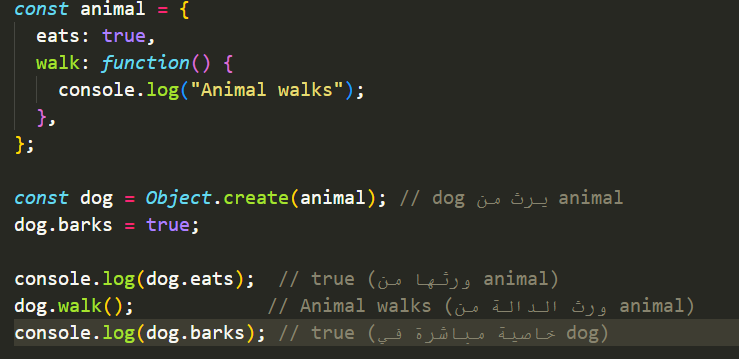 const animal = {
  eats: true,
  walk: function() {
    console.log("Animal walks");
  },
};
const dog = Object.create(animal); // dog يرث من animal
dog.barks = true;
console.log(dog.eats);  // true (ورثها من animal)
dog.walk();            // Animal walks (ورث الدالة من animal)
console.log(dog.barks); // true (خاصية مباشرة في dog)